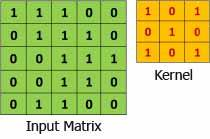 1 1 1 0 0
0 1 1 1 0
0 0 1 1 1
0 0 1 1 0
0 1 1 0 0
Input Matrix
1 0 1
0 1 0
1 0 1
Kernel